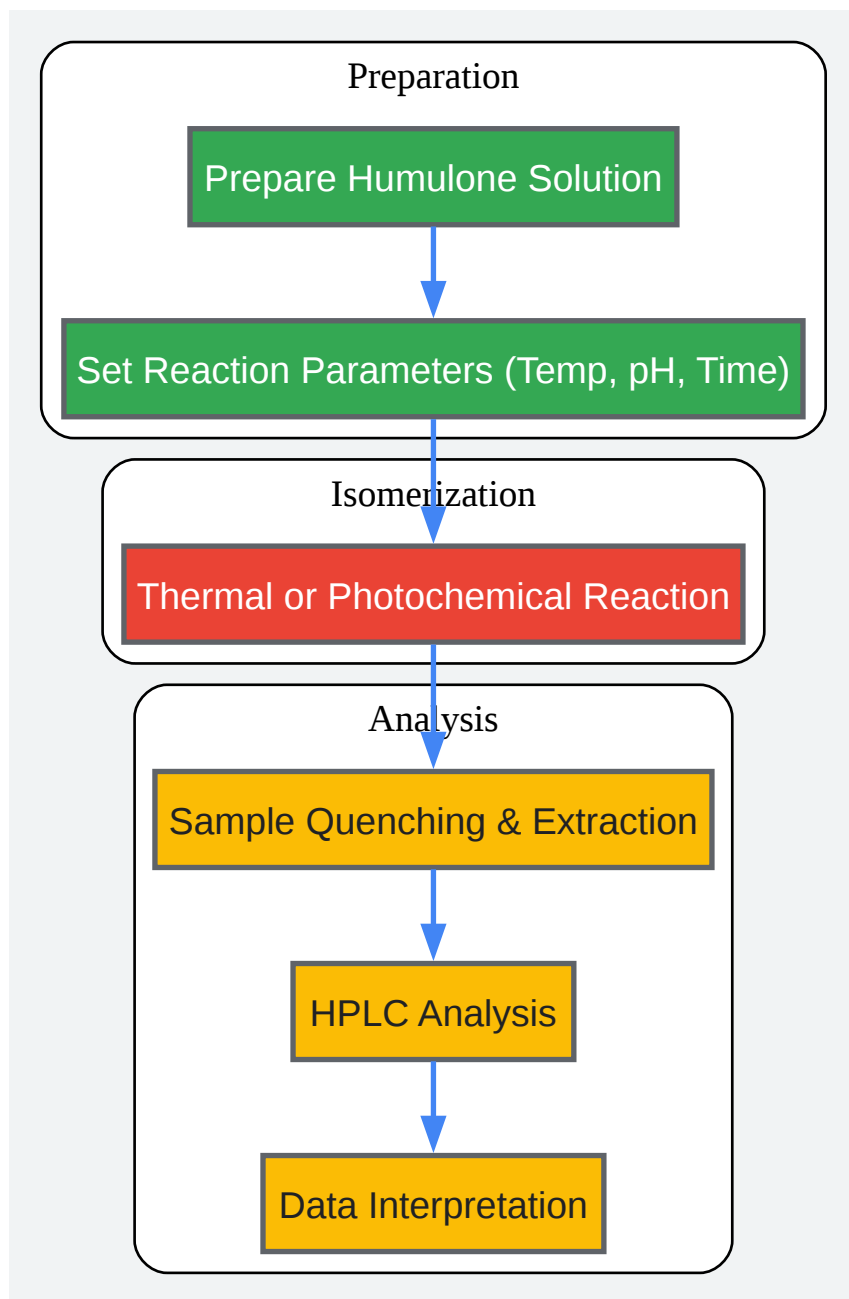 Preparation
Prepare Humulone Solution
Set Reaction Parameters (Temp, pH, Time)
Isomerization
Thermal or Photochemical Reaction
Analysis
Sample Quenching & Extraction
HPLC Analysis
Data Interpretation